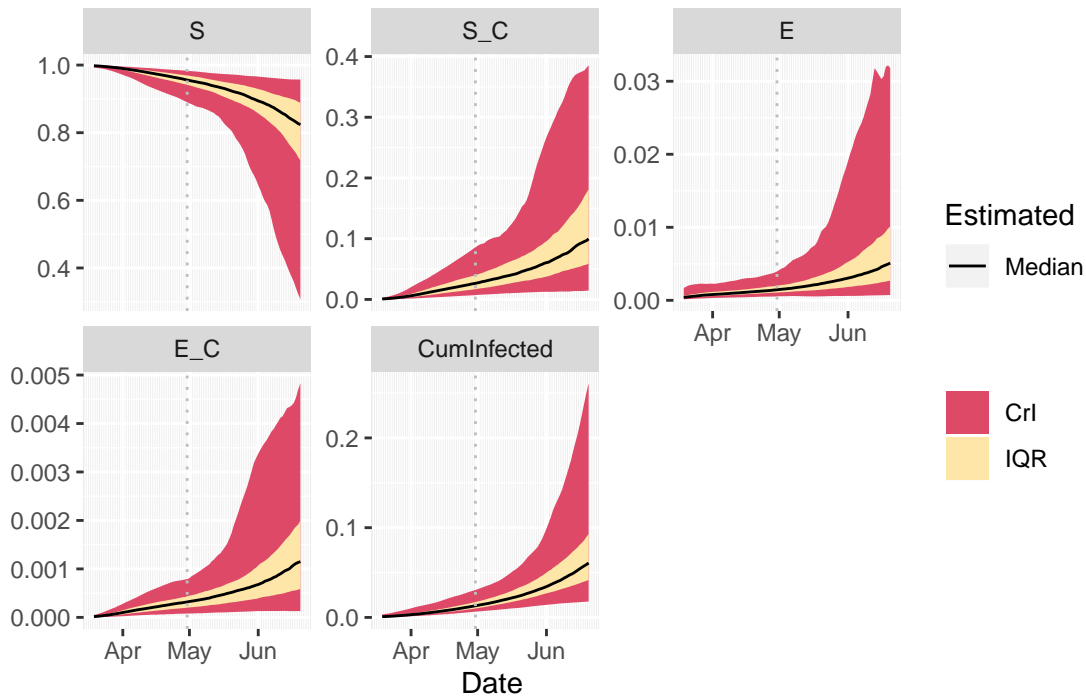 S
S_C
E
1.0
0.8
0.6
0.4
0.4
0.3
0.2
0.1
0.0
0.03
0.02
0.01
0.00
Apr May Jun
E_C
CumInfected
0.005
0.004
0.003
0.002
0.001
0.000
0.2
0.1
0.0
Apr May Jun
Apr May Jun
Date
Estimated
Median
CrI
IQR